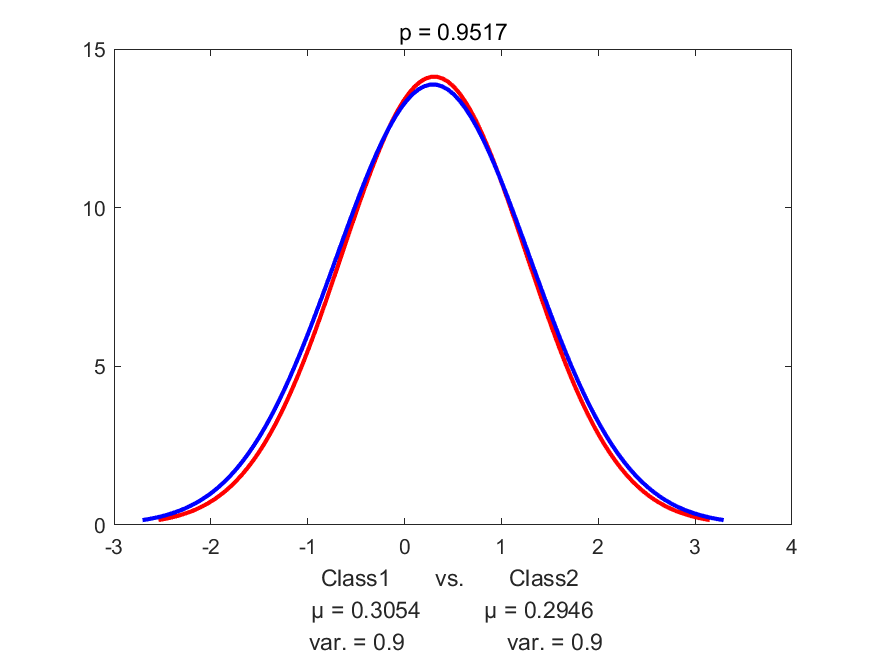 p = 0.9517
15
10
5
0
-3 -2 -1 0 1 2 3 4
Class1 vs. Class2
μ = 0.3054 μ = 0.2946
var. = 0.9 var. = 0.9